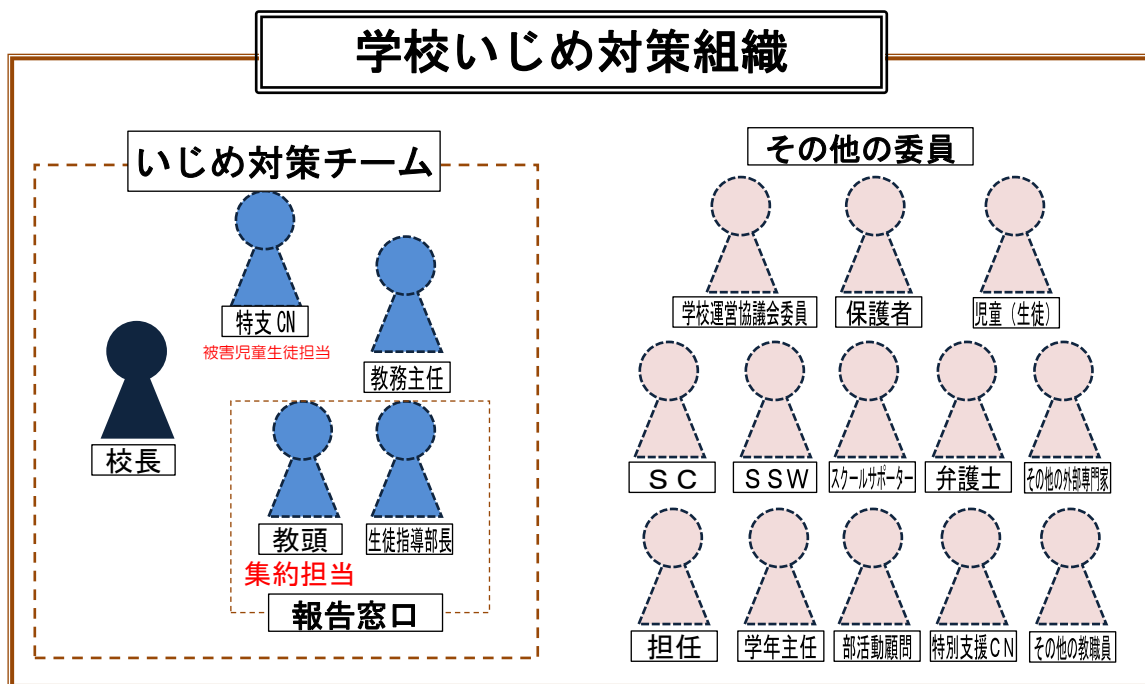 学校いじめ対策組織
いじめ対策チーム
特支CN
被害児童生徒担当
教務主任
校長
教頭
生徒指導部長
集約担当
報告窓口
その他の委員
学校運営協議会委員
保護者
児童（生徒）
ＳＣ
ＳＳＷ
スクールサポーター
弁護士
その他の外部専門家
担任
学年主任
部活動顧問
特別支援ＣＮ
その他の教職員